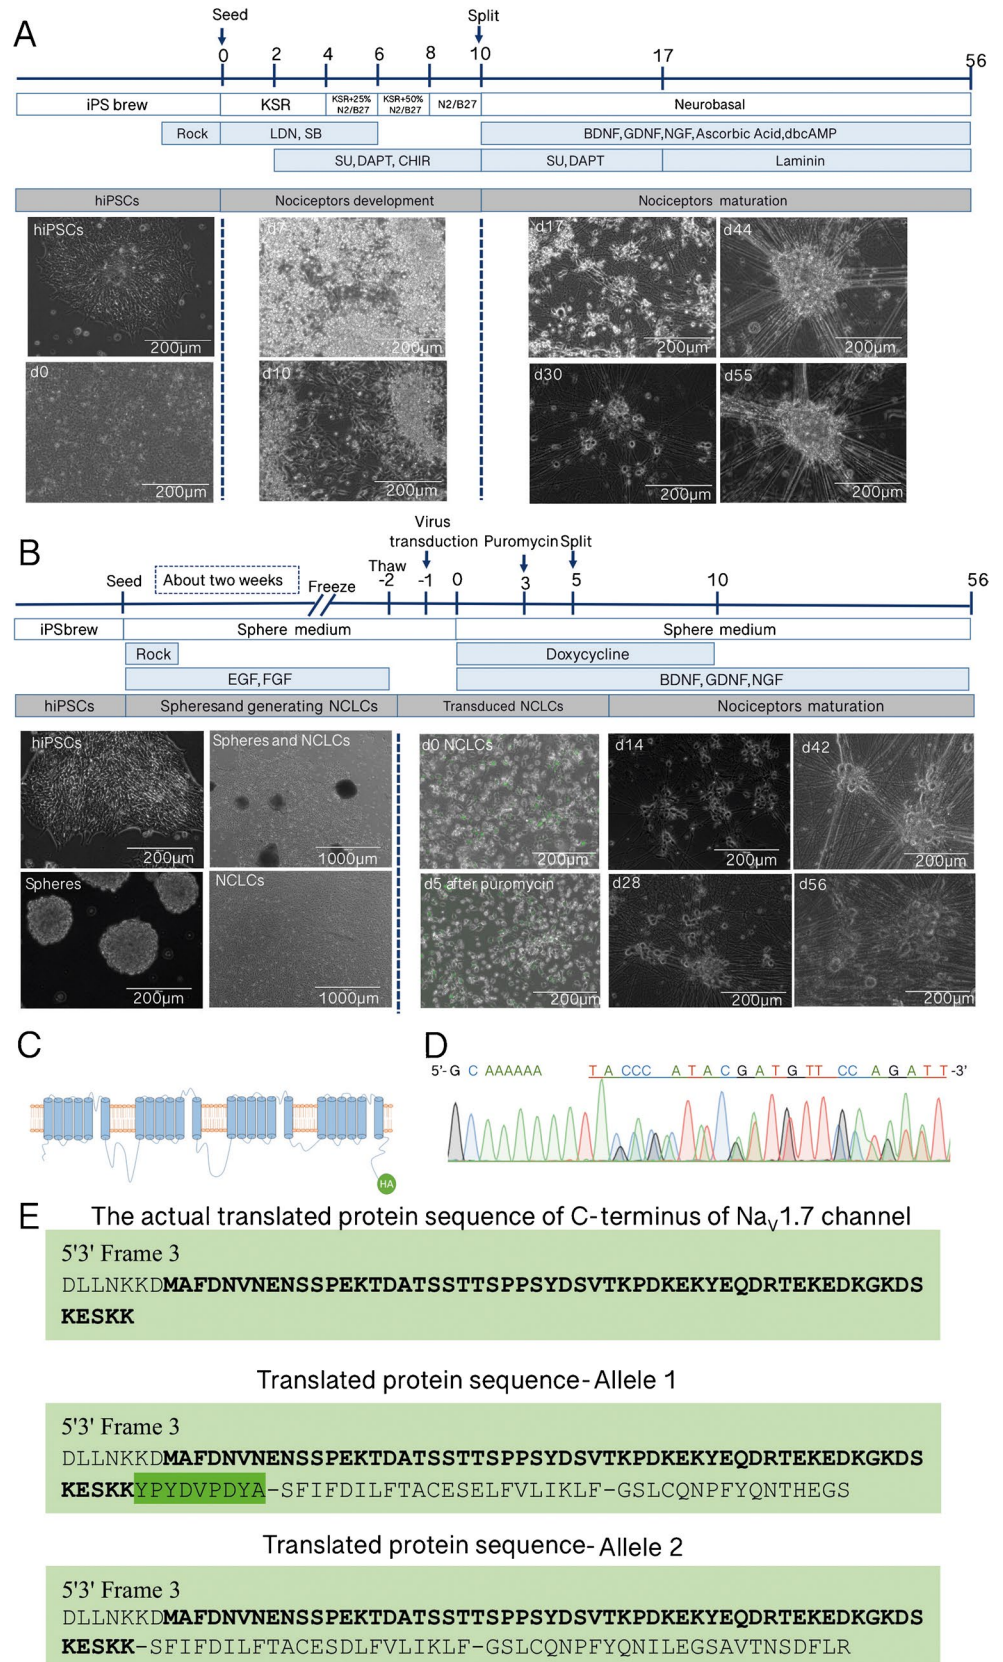 A
Seed
Split
0
2
4
6
8
10
17
56
iPS brew
KSR
KSR+25%
N2/B27
KSR+50%
N2/B27
N2/B27
Neurobasal
Rock
LDN, SB
BDNF,GDNF,NGF,Ascorbic Acid,dbcAMP
SU,DAPT, CHIR
SU,DAPT
Laminin
hiPSCs
Nociceptors development
Nociceptors maturation
hiPSCs
200µm
d7
200µm
d17
200µm
d44
200µm
d0
200µm
d10
200µm
d30
200µm
d55
200µm
B
Virus
transduction
Puromycin
Split
Seed
About two weeks
Freeze
Thaw
-2
-1
0
3
5
10
56
iPSbrew
Sphere medium
Sphere medium
Rock
Doxycycline
EGF,FGF
BDNF,GDNF,NGF
hiPSCs
Spheresand generating NCLCs
Transduced NCLCs
Nociceptors maturation
hiPSCs
200µm
Spheres and NCLCs
1000µm
d0 NCLCs
200µm
d14
200µm
d42
200µm
Spheres
200µm
NCLCs
1000µm
d5 after puromycin
200µm
d28
200µm
d56
200µm
C
HA
D
5'-G C AAAAAA T A CCC A T A C G A T G T T CC A G A T T -3'
E
The actual translated protein sequence of C-terminus of NaV1.7 channel
5'3' Frame 3
DLLNKKDMAFDNVNENSSPEKTDATSSTTSPPSYDSVTKPDKEKYEQDRTEKEDKGKDS
KESKK
Translated protein sequence-Allele 1
5'3' Frame 3
DLLNKKDMAFDNVNENSSPEKTDATSSTTSPPSYDSVTKPDKEKYEQDRTEKEDKGKDS
KESKKYPYDVPDYA-SFIFDILFTACESELFVLIKLF-GSLCQNPFYQNTHEGS
Translated protein sequence- Allele 2
5'3' Frame 3
DLLNKKDMAFDNVNENSSPEKTDATSSTTSPPSYDSVTKPDKEKYEQDRTEKEDKGKDS
KESKK-SFIFDILFTACESDLFVLIKLF-GSLCQNPFYQNILEGSAVTNSDFLR